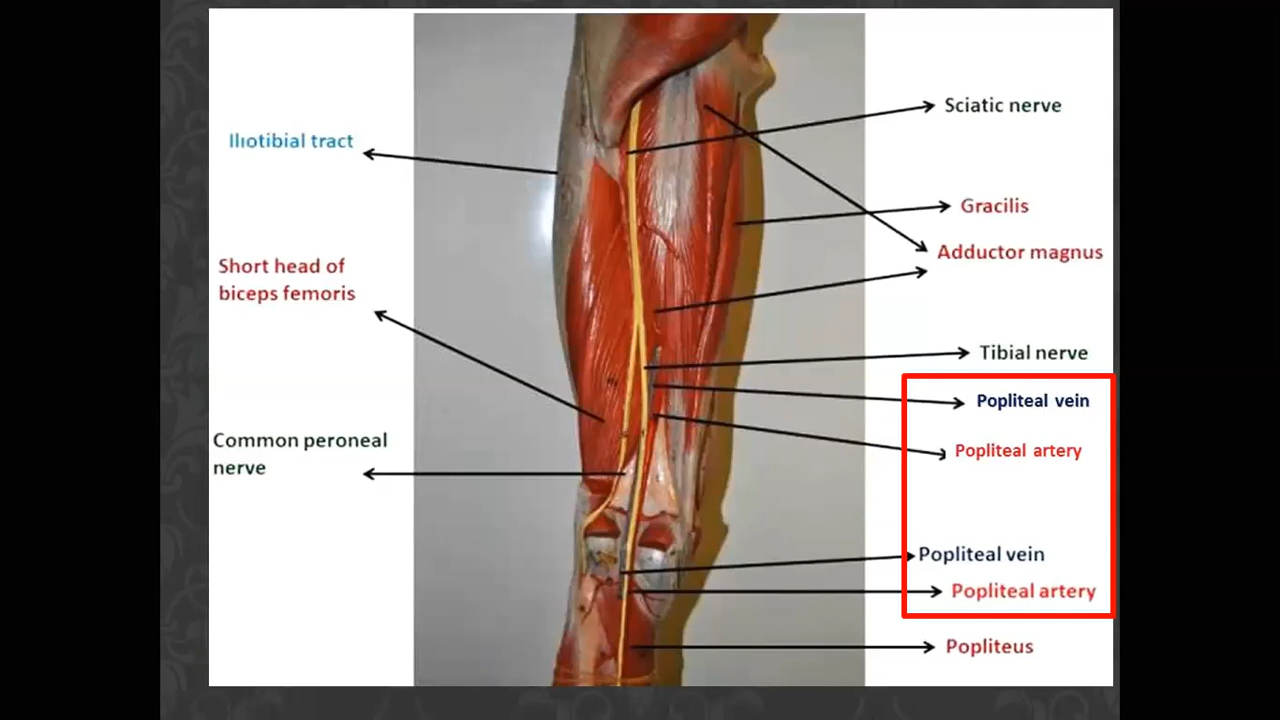 Sciatic nerve
Iliotibial tract
Gracilis
Adductor magnus
Short head of
biceps femoris
Tibial nerve
Popliteal vein
Common peroneal
nerve
Popliteal artery
Popliteal vein
Popliteal artery
Popliteus